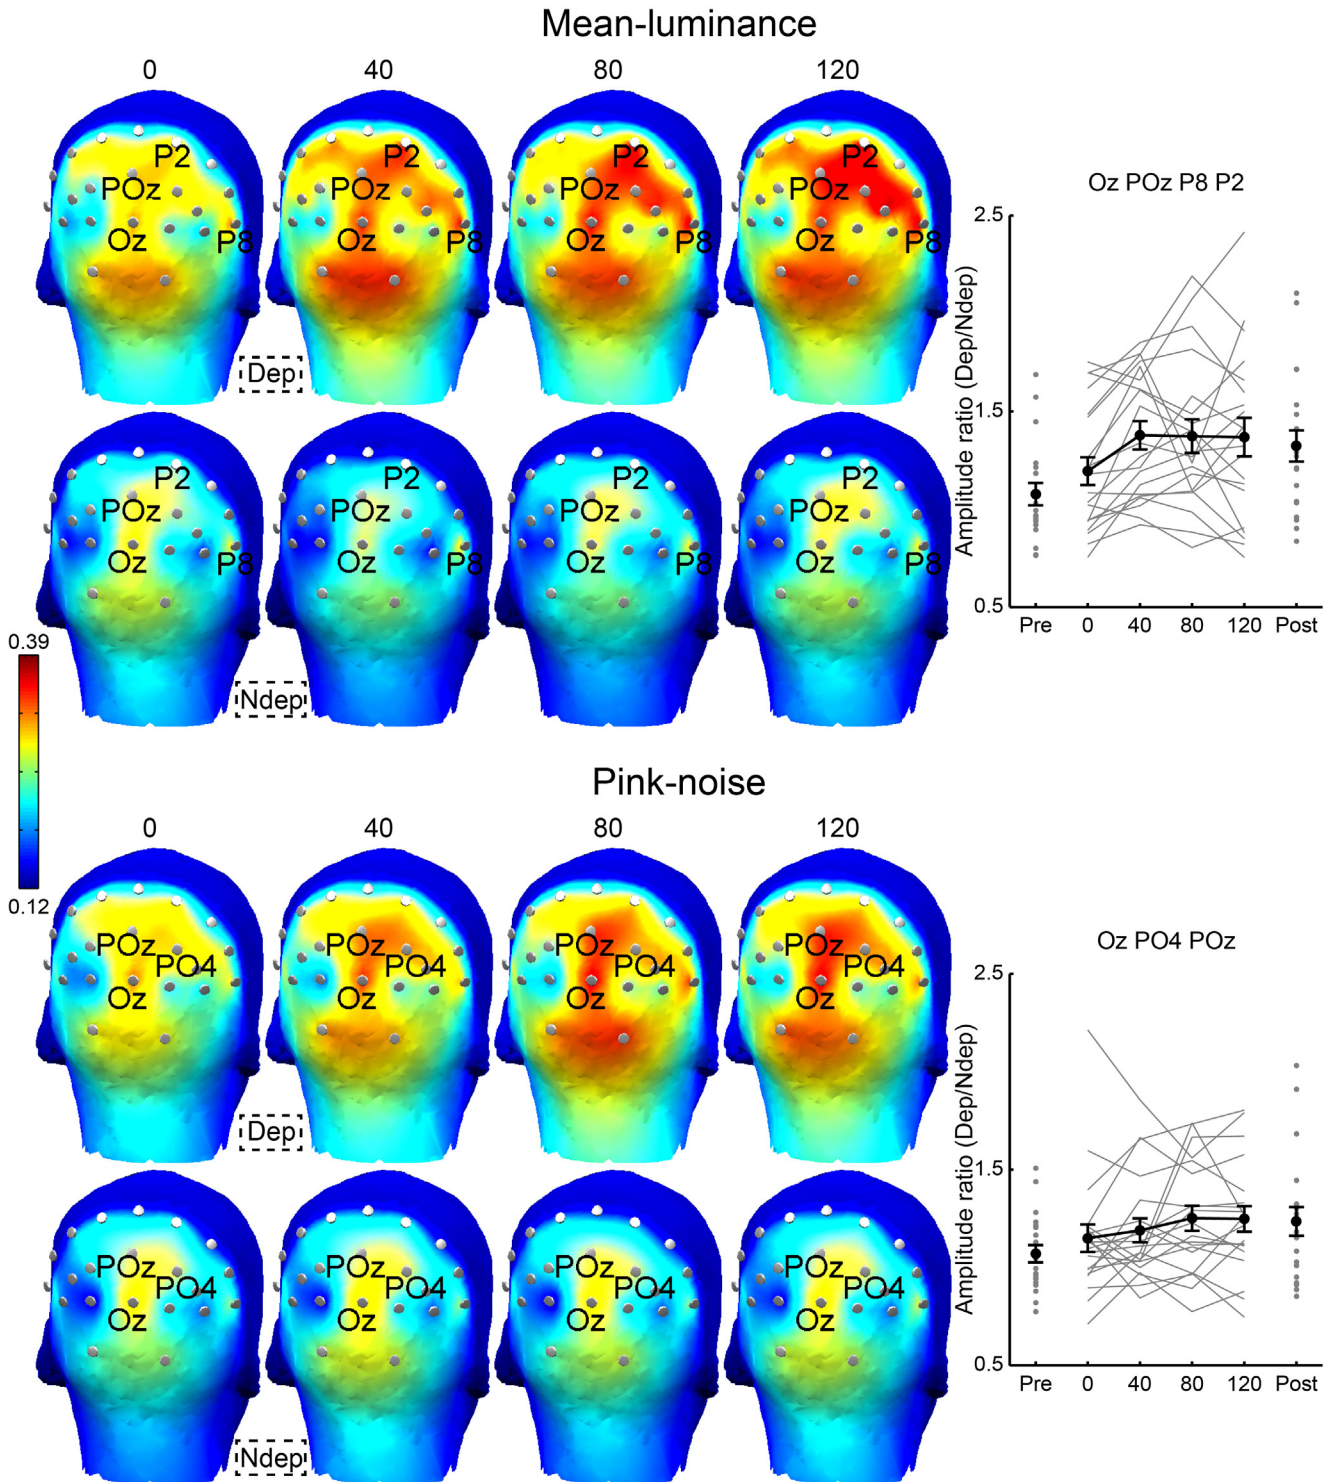 Mean-luminance
0 40 80 120
P2 P2 P2 P2
POz POz POz POz
Oz P8 Oz P8 Oz P8 Oz P8
Dep
P2 P2 P2 P2
POz POz POz POz
Oz P8 Oz P8 Oz P8 Oz P8
Ndep
0.39
0.12
Oz POz P8 P2
Amplitude ratio (Dep/Ndep)
2.5
1.5
0.5
Pre 0 40 80 120 Post
Pink-noise
0 40 80 120
POz POz POz POz
PO4 PO4 PO4 PO4
Oz Oz Oz Oz
Dep
POz POz POz POz
PO4 PO4 PO4 PO4
Oz Oz Oz Oz
Ndep
Oz PO4 POz
Amplitude ratio (Dep/Ndep)
2.5
1.5
0.5
Pre 0 40 80 120 Post